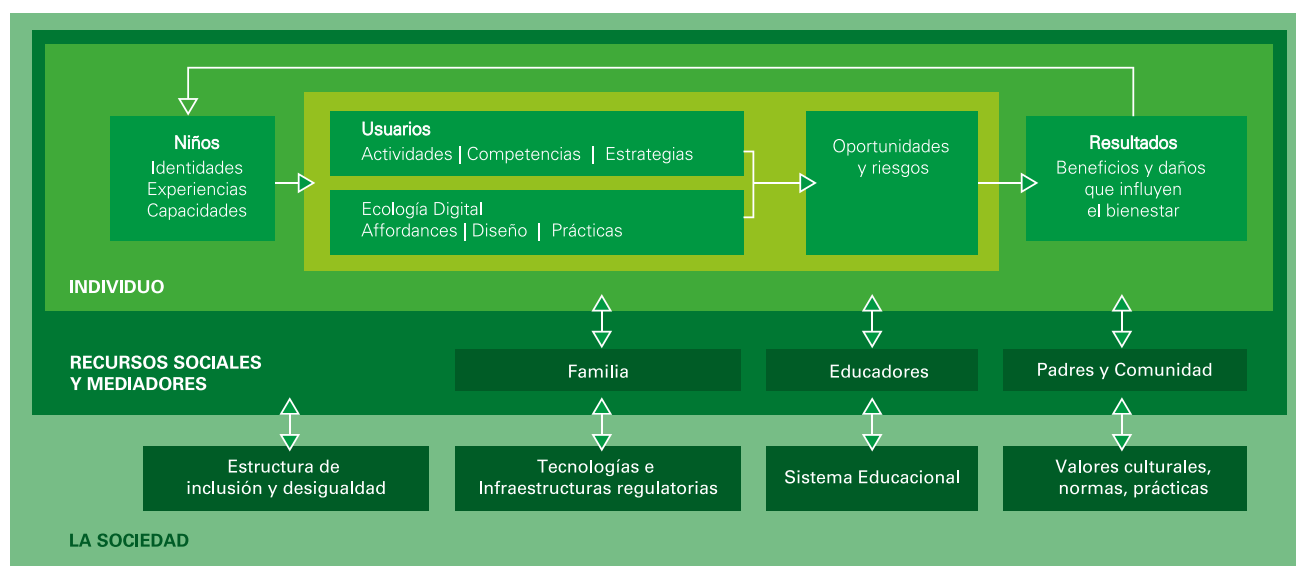 Niños
Identidades
Experiencias
Capacidades
Usuarios
Actividades | Competencias | Estrategias
Ecología Digital
Affordances | Diseño | Prácticas
Oportunidades
y riesgos
Resultados
Beneficios y daños
que influyen
el bienestar
INDIVIDUO
RECURSOS SOCIALES
Y MEDIADORES
Familia
Educadores
Padres y Comunidad
Estructura de
inclusión y desigualdad
Tecnologías e
Infraestructuras regulatorias
Sistema Educacional
Valores culturales,
normas, prácticas
LA SOCIEDAD